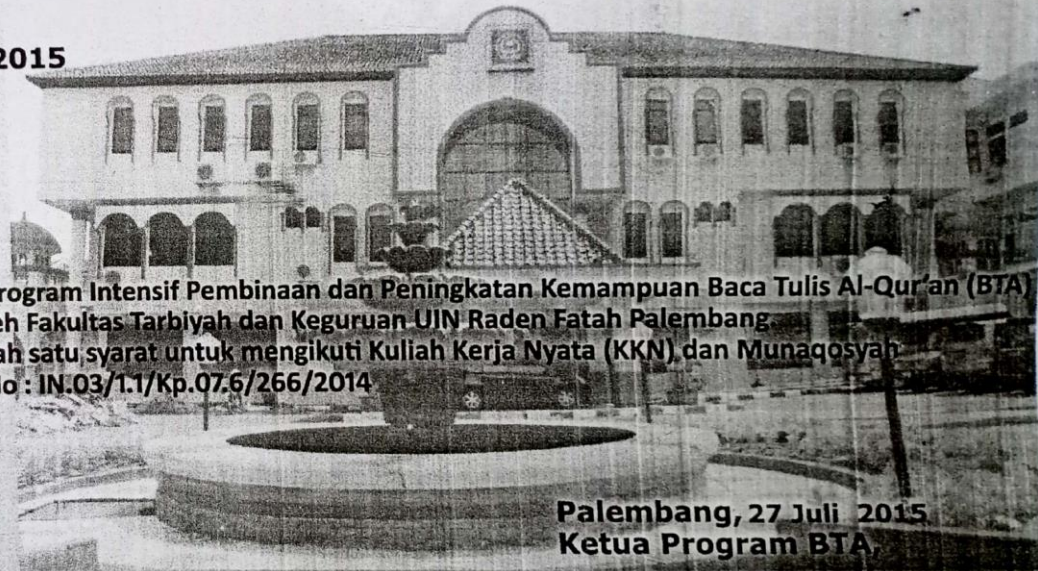 2015
rogram Intensif Pembinaan dan Peningkatan Kemampuan Baca Tulis Al-Qur'an (BTA)
eh Fakultas Tarbiyah dan Keguruan UIN Raden Fatah Palembang.
ah satu syarat untuk mengikuti Kuliah Kerja Nyata (KKN) dan Munaqosyah
No : IN.03/1.1/Kp.07.6/266/2014
Palembang, 27 Juli 2015
Ketua Program BTA,